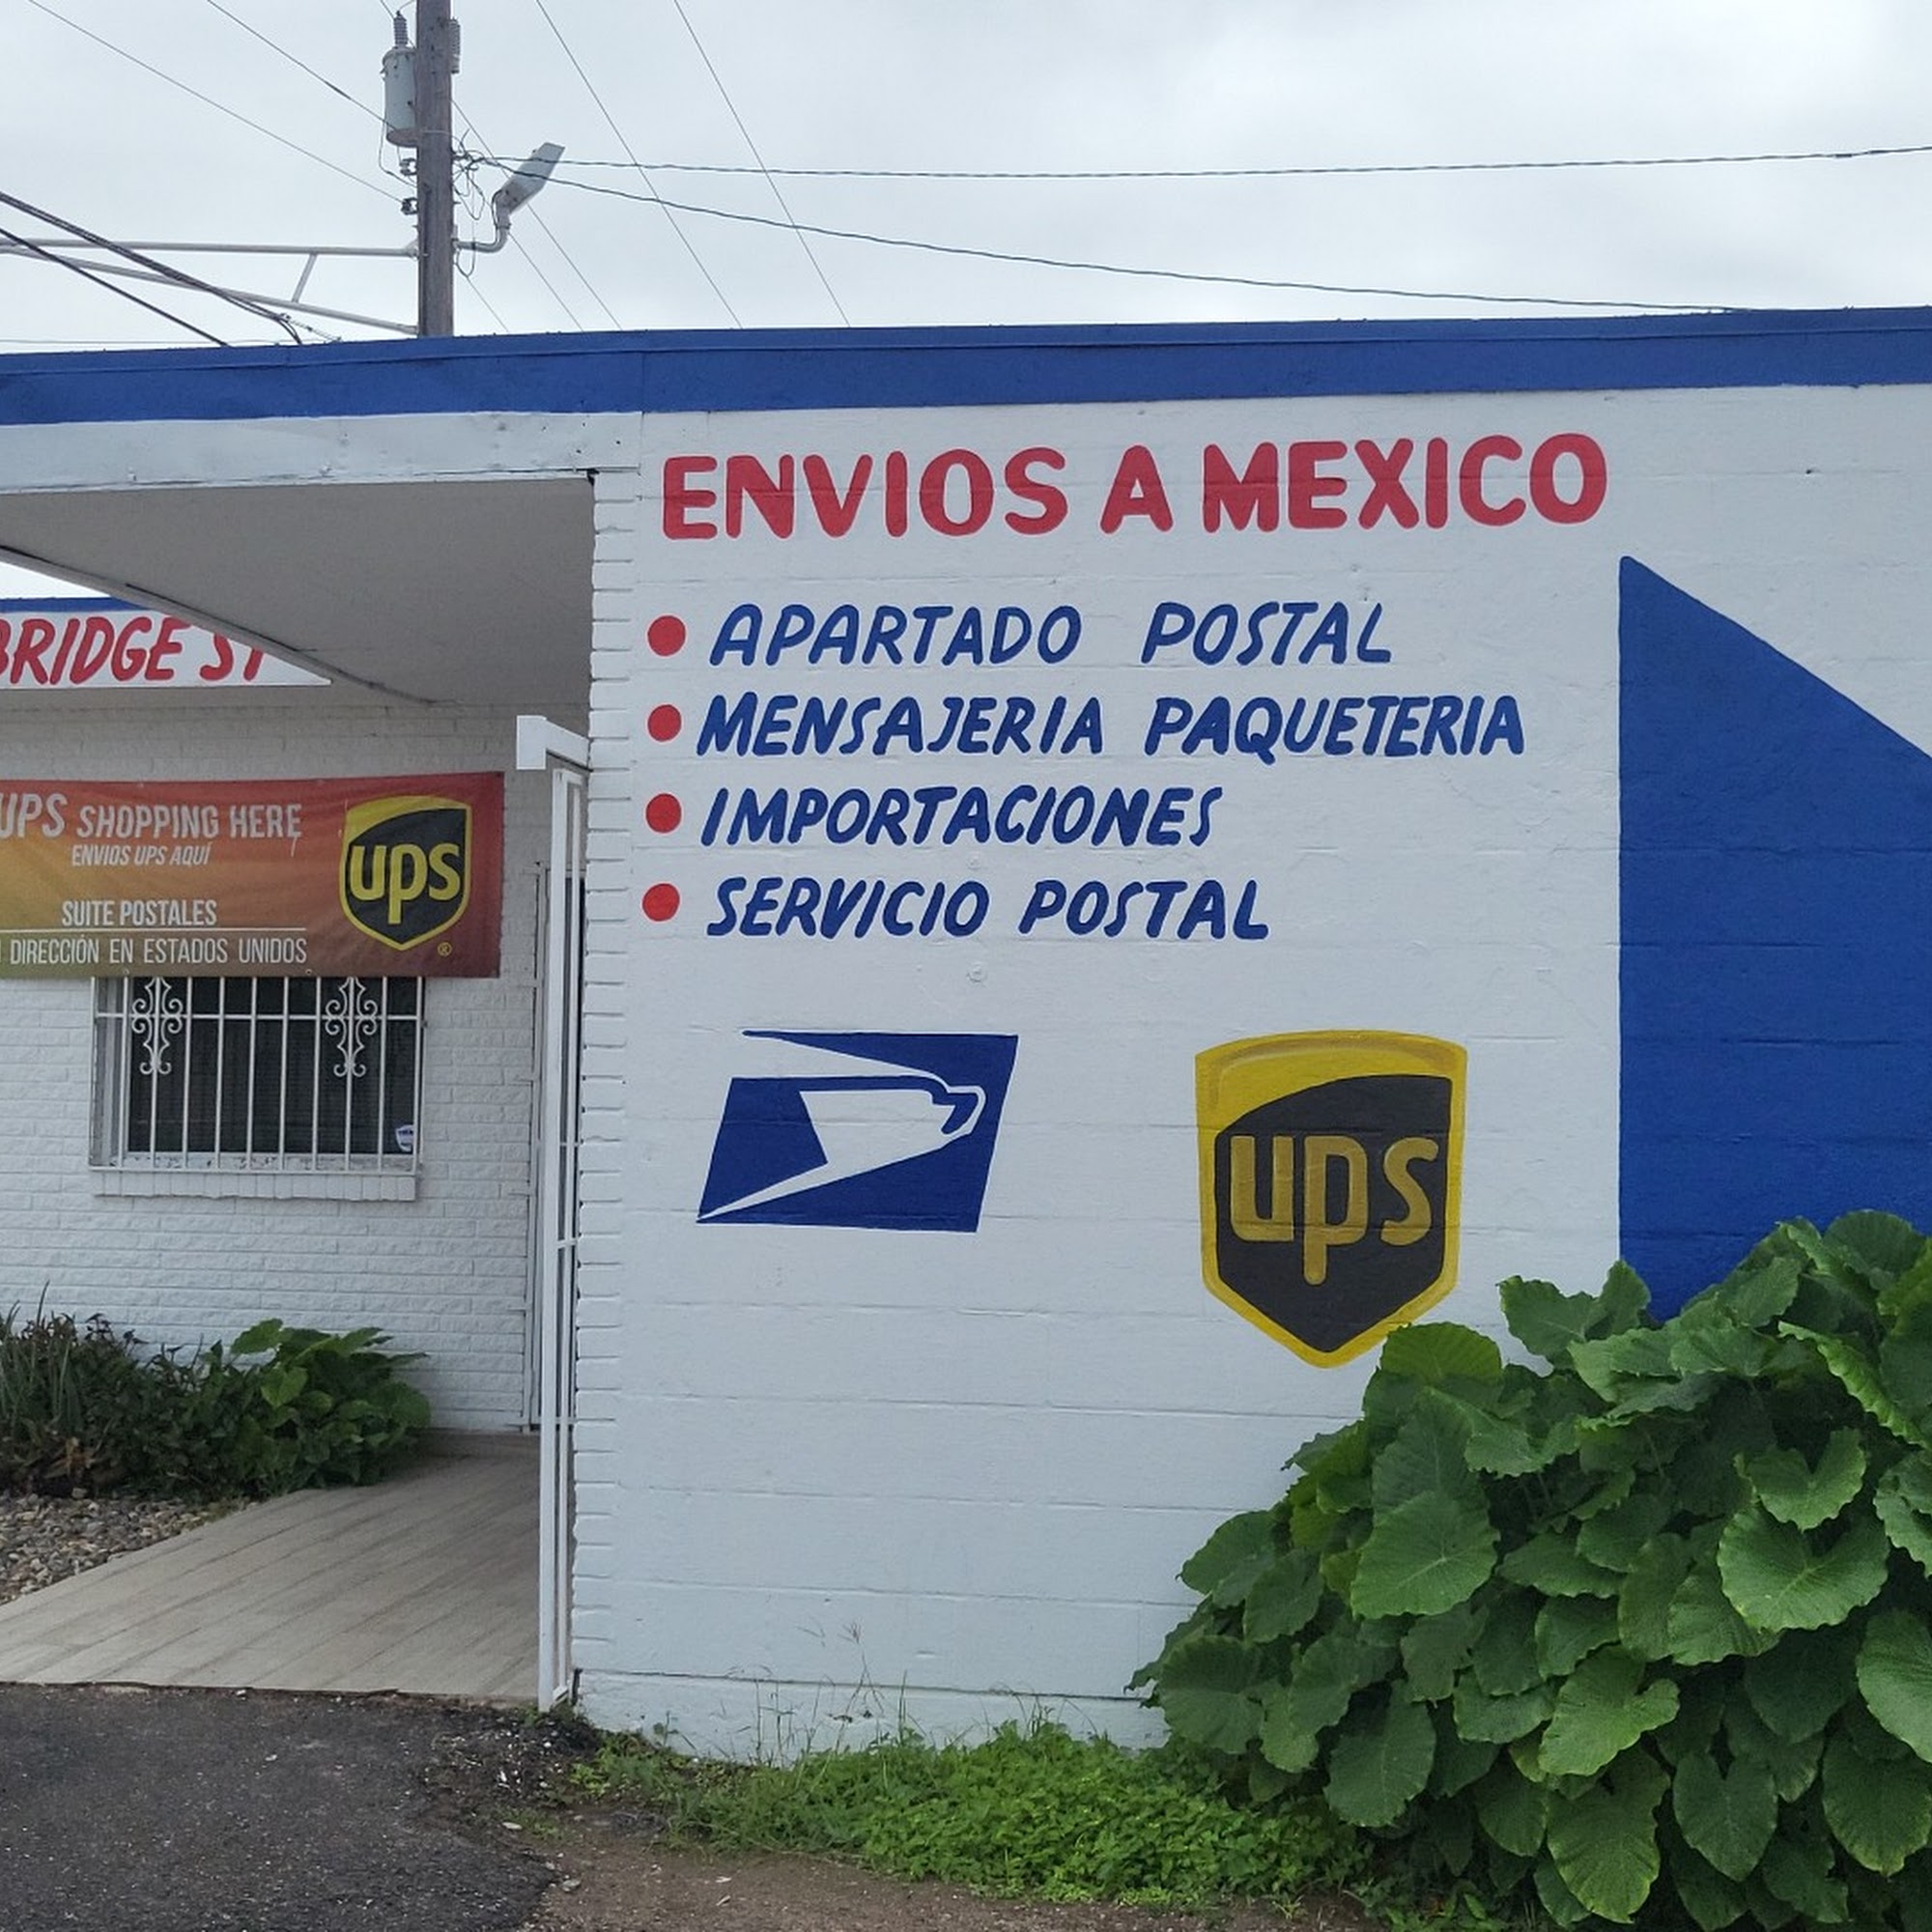 ENVIOS A MEXICO
APARTADO POSTAL
MENSAJERIA PAQUETERIA
IMPORTACIONES
SERVICIO POSTAL
ups
BRIDGE ST
UPS SHOPPING HERE
ENVIOS UPS AQUÍ
SUITE POSTALES
DIRECCIÓN EN ESTADOS UNIDOS
ups
®